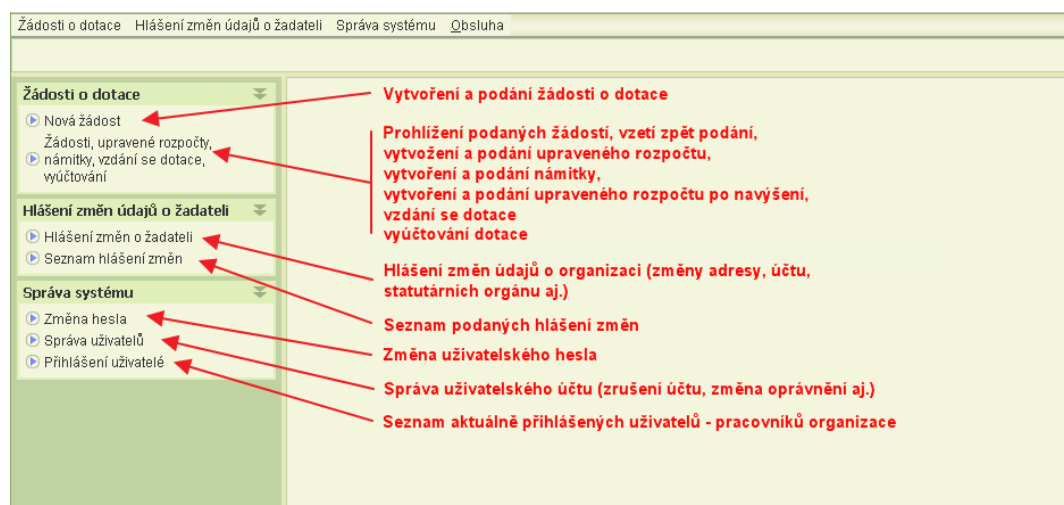 Žádosti o dotace Hlášení změn údajů o žadateli Správa systému Obsluha
Žádosti o dotace
Nová žádost
Žádosti, upravené rozpočty,
námitky, vzdání se dotace,
vyúčtování
Hlášení změn údajů o žadateli
Hlášení změn o žadateli
Seznam hlášení změn
Správa systému
Změna hesla
Správa uživatelů
Přihlášení uživatelé
Vytvoření a podání žádosti o dotace
Prohlížení podaných žádostí, vzetí zpět podání,
vytvožení a podání upraveného rozpočtu,
vytvoření a podání námitky,
vytvoření a podání upraveného rozpočtu po navýšení,
vzdání se dotace
vyúčtování dotace
Hlášení změn údajů o organizaci (změny adresy, účtu,
statutárních orgánu aj.)
Seznam podaných hlášení změn
Změna uživatelského hesla
Správa uživatelského účtu (zrušení účtu, změna oprávnění aj.)
Seznam aktuálně přihlášených uživatelů - pracovníků organizace